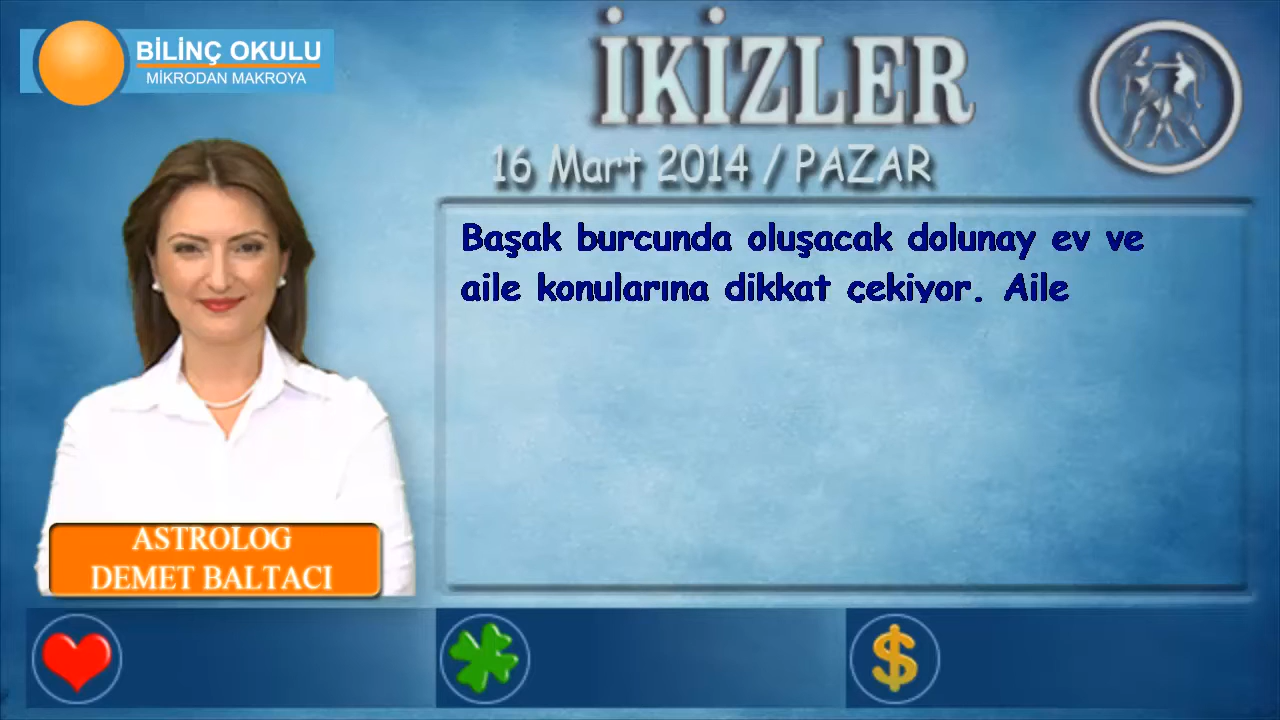 BİLİNÇ OKULU
MİKRODAN MAKROYA
İKİZLER
16 Mart 2014 / PAZAR
Başak burcunda oluşacak dolunay ev ve
aile konularına dikkat çekiyor. Aile
ASTROLOG
DEMET BALTACI
$